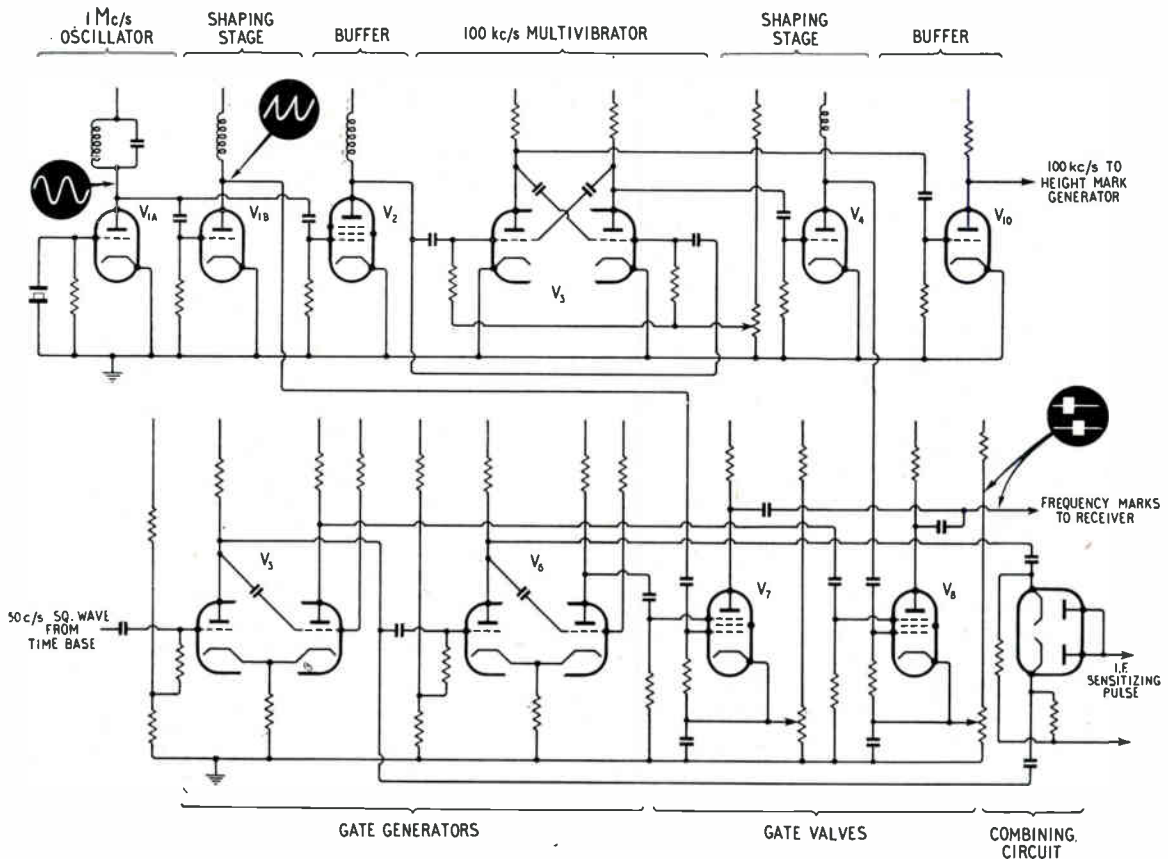 1 Mc/s
OSCILLATOR
SHAPING
STAGE
BUFFER
100 kc/s MULTIVIBRATOR
SHAPING
STAGE
BUFFER
V1A
V1B
V2
V3
V4
V10
100 kc/s TO
HEIGHT MARK
GENERATOR
50 c/s SQ. WAVE
FROM
TIME BASE
V5
V6
V7
V8
FREQUENCY MARKS
TO RECEIVER
I.F.
SENSITIZING
PULSE
GATE GENERATORS
GATE VALVES
COMBINING
CIRCUIT